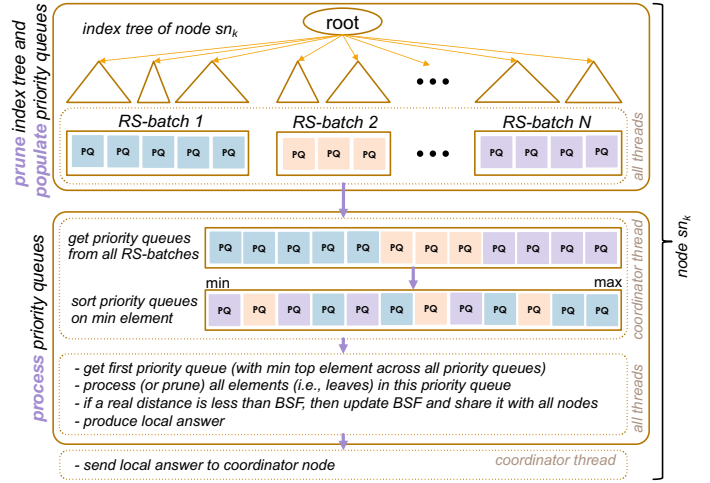 root
index tree of node snk
prune index tree and
populate priority queues
RS-batch 1
RS-batch 2
RS-batch N
PQ PQ PQ PQ PQ
PQ PQ PQ
PQ PQ PQ PQ
all threads
node snk
process priority queues
get priority queues
from all RS-batches
PQ PQ PQ PQ PQ PQ PQ PQ PQ PQ PQ PQ
min
max
sort priority queues
on min element
PQ PQ PQ PQ PQ PQ PQ PQ PQ PQ PQ PQ
coordinator thread
- get first priority queue (with min top element across all priority queues)
- process (or prune) all elements (i.e., leaves) in this priority queue
- if a real distance is less than BSF, then update BSF and share it with all nodes
- produce local answer
all threads
- send local answer to coordinator node
coordinator thread